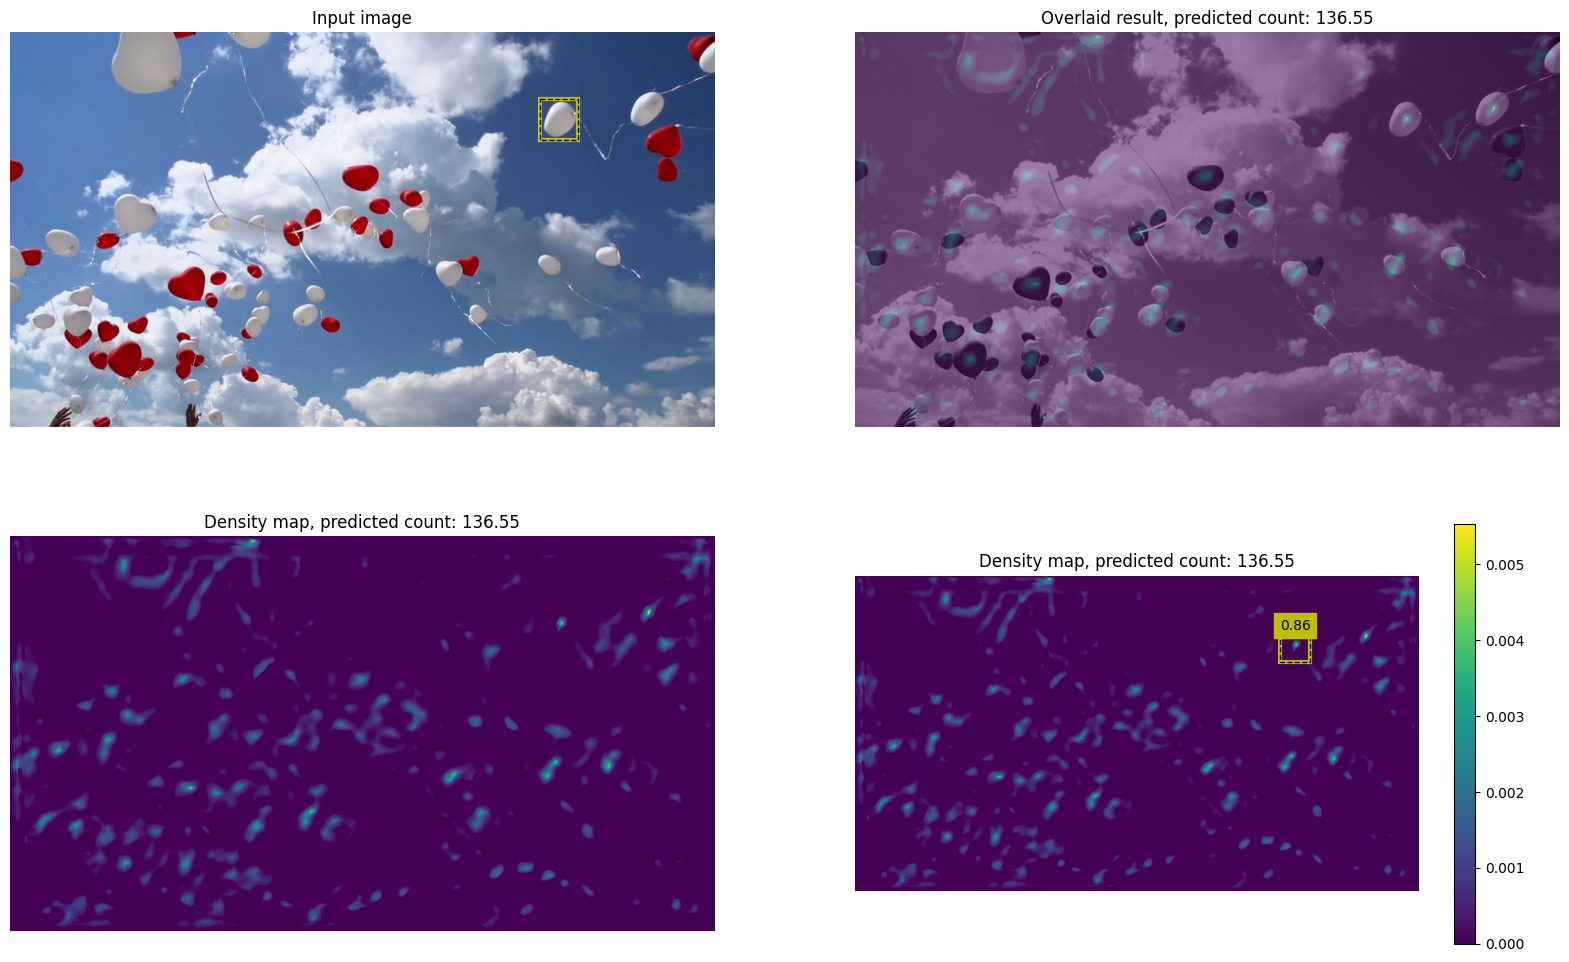 Input image
Overlaid result, predicted count: 136.55
Density map, predicted count: 136.55
Density map, predicted count: 136.55
0.86
0.005
0.004
0.003
0.002
0.001
0.000